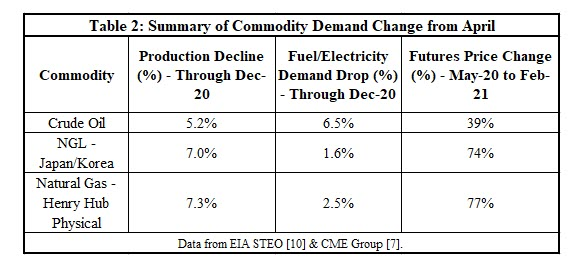 Table 2: Summary of Commodity Demand Change from April
Commodity
Production Decline
(%) - Through Dec-
20
Fuel/Electricity
Demand Drop (%)
- Through Dec-20
Futures Price Change
(%) - May-20 to Feb-
21
Crude Oil
5.2%
6.5%
39%
NGL -
Japan/Korea
7.0%
1.6%
74%
Natural Gas -
Henry Hub
Physical
7.3%
2.5%
77%
Data from EIA STEO [10] & CME Group [7].